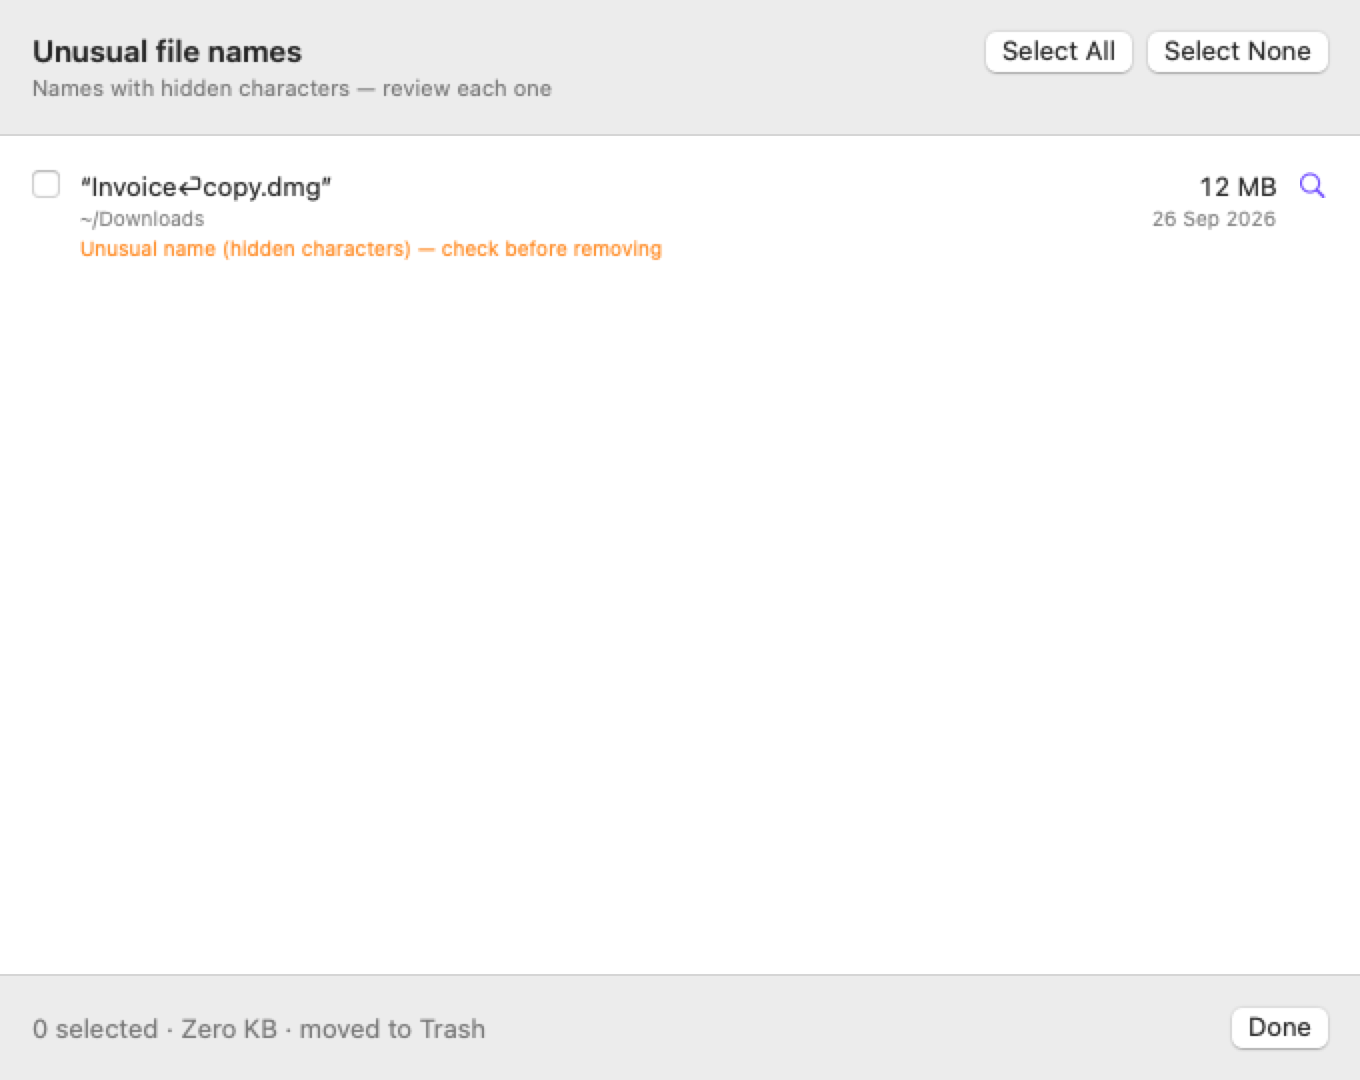 Unusual file names
Select All
Select None
Names with hidden characters — review each one
“Invoice⏎copy.dmg”
12 MB
~/Downloads
26 Sep 2026
Unusual name (hidden characters) — check before removing
0 selected · Zero KB · moved to Trash
Done